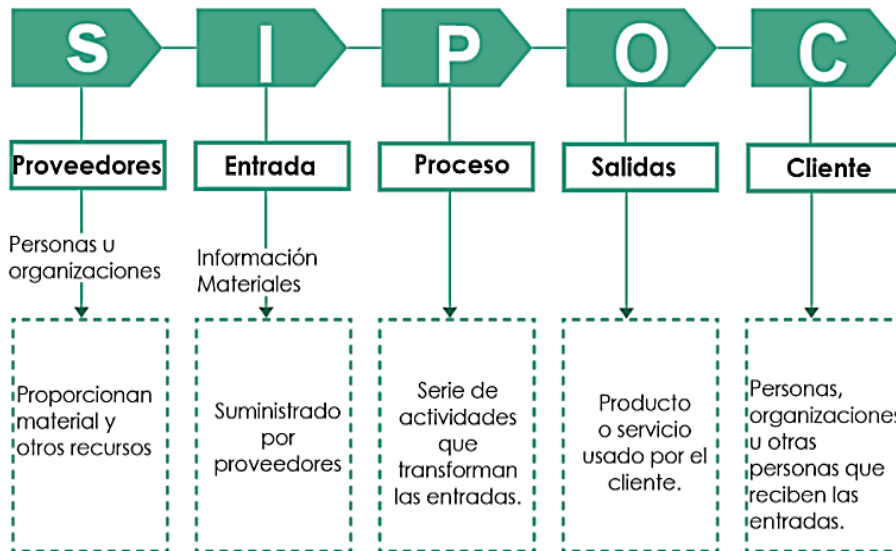 S I P O C
Proveedores
Entrada
Proceso
Salidas
Cliente
Personas u
organizaciones
Información
Materiales
Proporcionan
material y
otros recursos
Suministrado
por
proveedores
Serie de
actividades
que
transforman
las entradas.
Producto
o servicio
usado por el
cliente.
Personas,
organizaciones
u otras
personas que
reciben las
entradas.